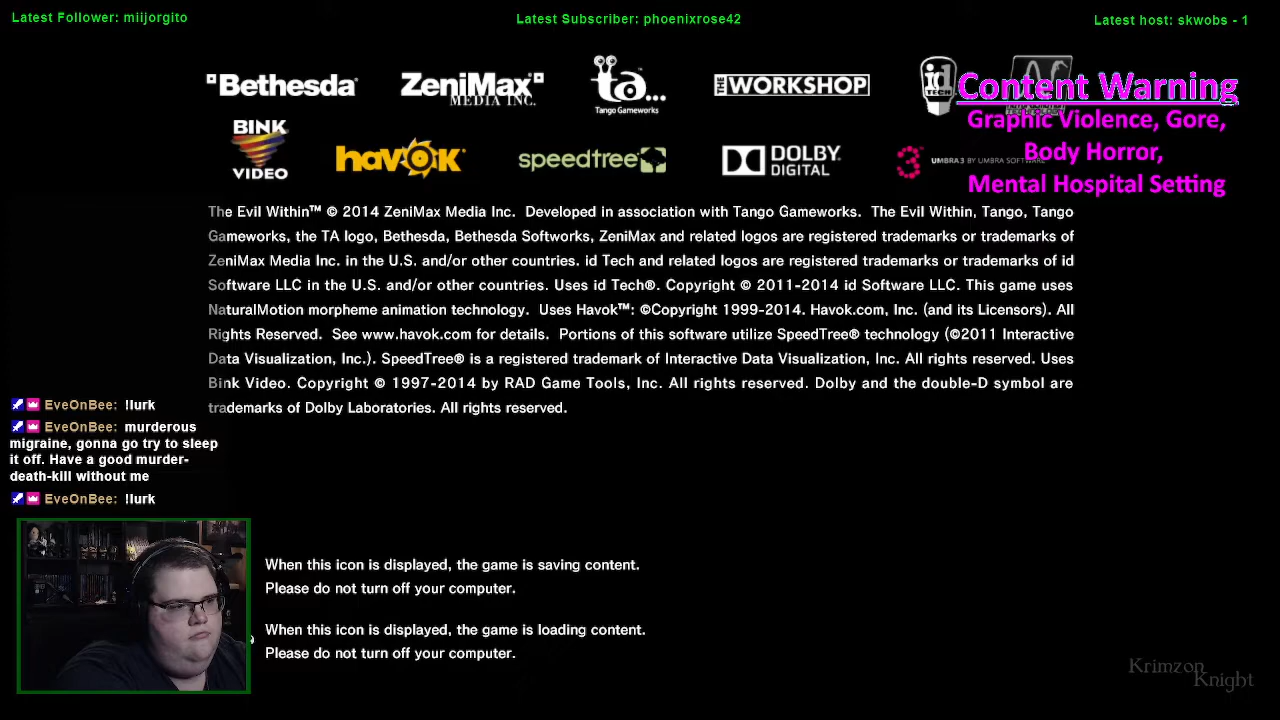 Latest Follower: miijorgito
Latest Subscriber: phoenixrose42
Latest host: skwobs - 1
Bethesda
ZeniMax
MEDIA INC.
ta...
Tango Gameworks
THE WORKSHOP
id
TECH
Content Warning
Graphic Violence, Gore,
Body Horror,
Mental Hospital Setting
BINK
VIDEO
havok
speedtree
DOLBY
DIGITAL
3
UMBRA 3 BY UMBRA SOFTWARE
The Evil Within™ © 2014 ZeniMax Media Inc. Developed in association with Tango Gameworks. The Evil Within, Tango, Tango
Gameworks, the TA logo, Bethesda, Bethesda Softworks, ZeniMax and related logos are registered trademarks or trademarks of
ZeniMax Media Inc. in the U.S. and/or other countries. id Tech and related logos are registered trademarks or trademarks of id
Software LLC in the U.S. and/or other countries. Uses id Tech®. Copyright © 2011-2014 id Software LLC. This game uses
NaturalMotion morpheme animation technology. Uses Havok™: ©Copyright 1999-2014. Havok.com, Inc. (and its Licensors). All
Rights Reserved. See www.havok.com for details. Portions of this software utilize SpeedTree® technology (©2011 Interactive
Data Visualization, Inc.). SpeedTree® is a registered trademark of Interactive Data Visualization, Inc. All rights reserved. Uses
Bink Video. Copyright © 1997-2014 by RAD Game Tools, Inc. All rights reserved. Dolby and the double-D symbol are
trademarks of Dolby Laboratories. All rights reserved.
EveOnBee: !lurk
EveOnBee: murderous
migraine, gonna go try to sleep
it off. Have a good murder-
death-kill without me
EveOnBee: !lurk
When this icon is displayed, the game is saving content.
Please do not turn off your computer.
When this icon is displayed, the game is loading content.
Please do not turn off your computer.
Krimzon
Knight